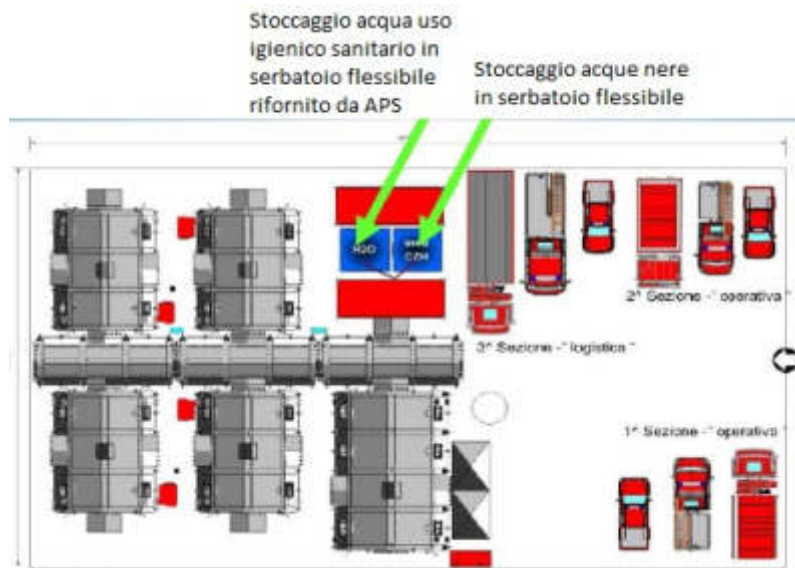 Stoccaggio acqua uso
igienico sanitario in
serbatoio flessibile
rifornito da APS
Stoccaggio acque nere
in serbatoio flessibile
H2O
2^ Sezione -" operativa "
3^ Sezione -" logistica "
1^ Sezione -" operativa "